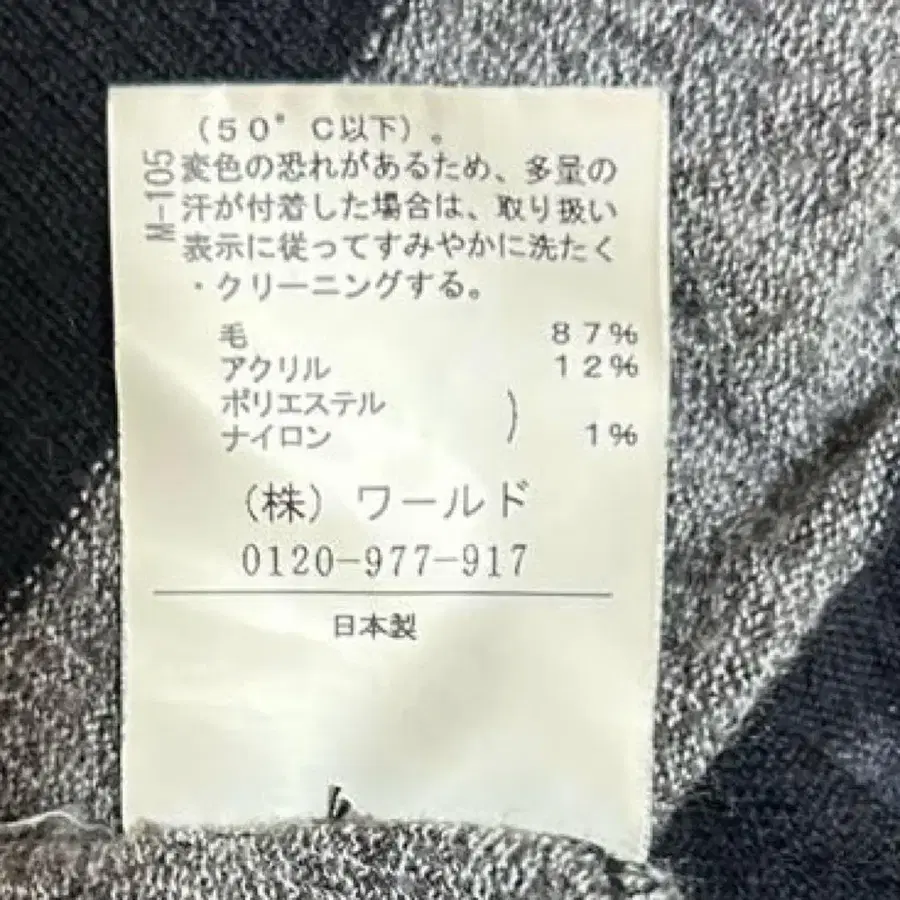 （５０°Ｃ以下）。
変色の恐れがあるため、多量の
汗が付着した場合は、取り扱い
表示に従ってすみやかに洗たく
・クリーニングする。
M-105
毛 ８７％
アクリル １２％
ポリエステル )
ナイロン １％
（株）ワールド
0120-977-917
日本製